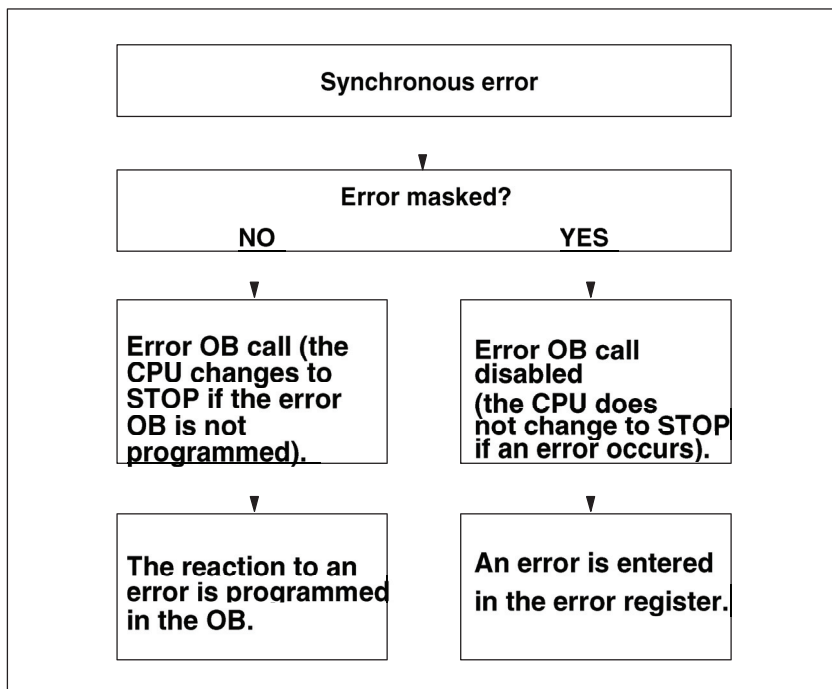 Synchronous error
Error masked?
NO YES
Error OB call (the
CPU changes to
STOP if the error
OB is not
programmed).
Error OB call
disabled
(the CPU does
not change to STOP
if an error occurs).
The reaction to an
error is programmed
in the OB.
An error is entered
in the error register.